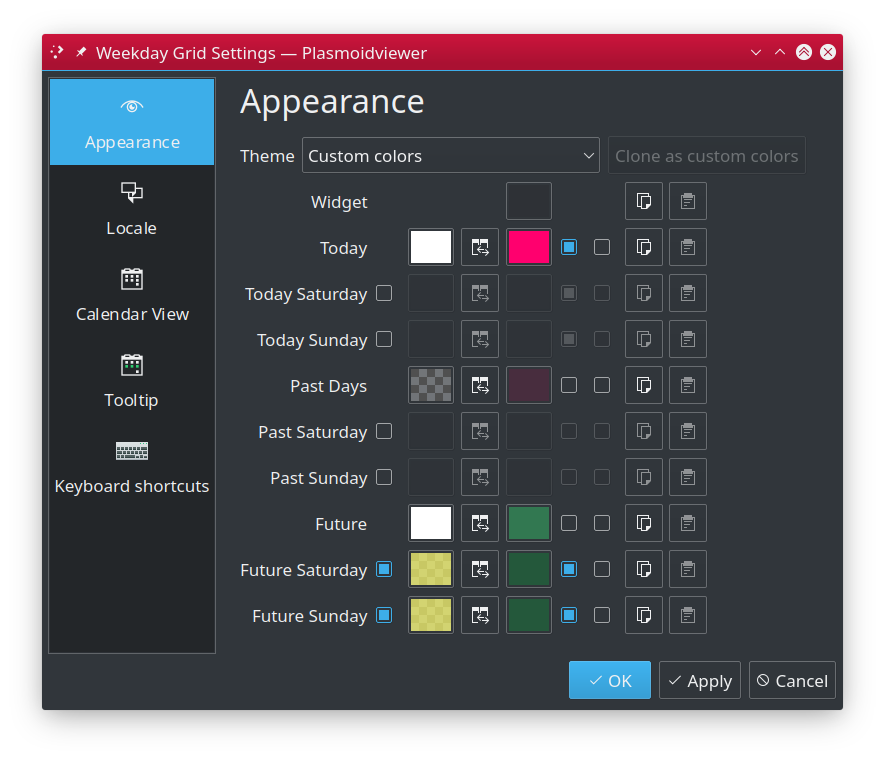 Weekday Grid Settings — Plasmoidviewer
Appearance
Locale
Calendar View
Tooltip
Keyboard shortcuts
Appearance
Theme Custom colors Clone as custom colors
Widget
Today
Today Saturday
Today Sunday
Past Days
Past Saturday
Past Sunday
Future
Future Saturday
Future Sunday
OK Apply Cancel